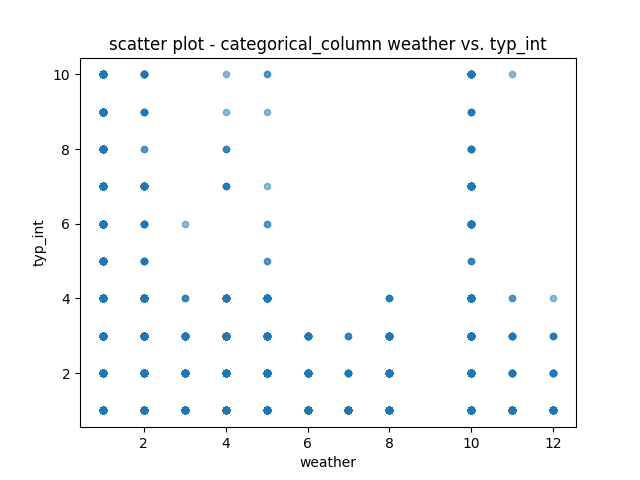 scatter plot - categorical_column weather vs. typ_int
10
8
6
4
2
typ_int
2 4 6 8 10 12
weather